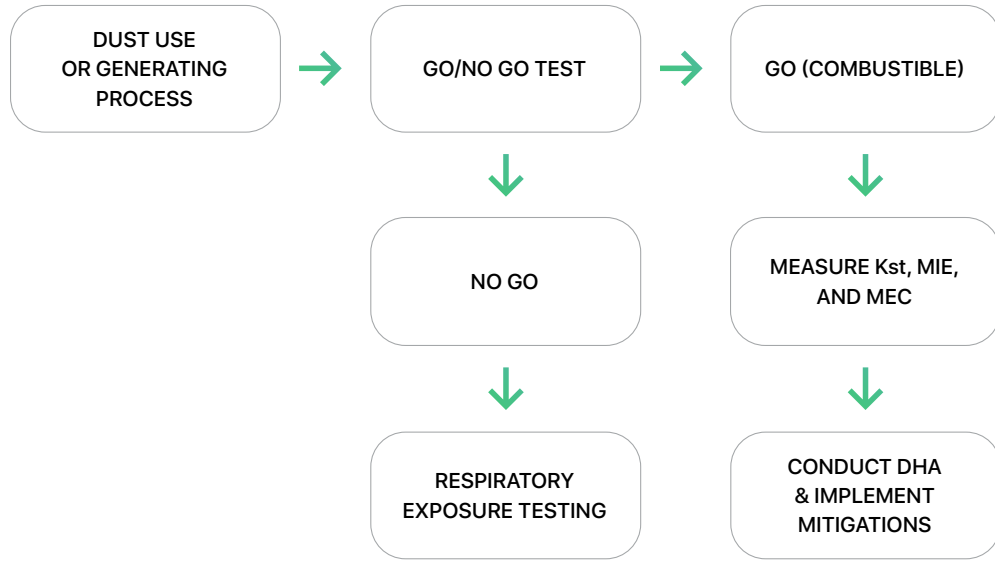 DUST USE
OR GENERATING
PROCESS
GO/NO GO TEST
GO (COMBUSTIBLE)
NO GO
MEASURE Kst, MIE,
AND MEC
RESPIRATORY
EXPOSURE TESTING
CONDUCT DHA
& IMPLEMENT
MITIGATIONS